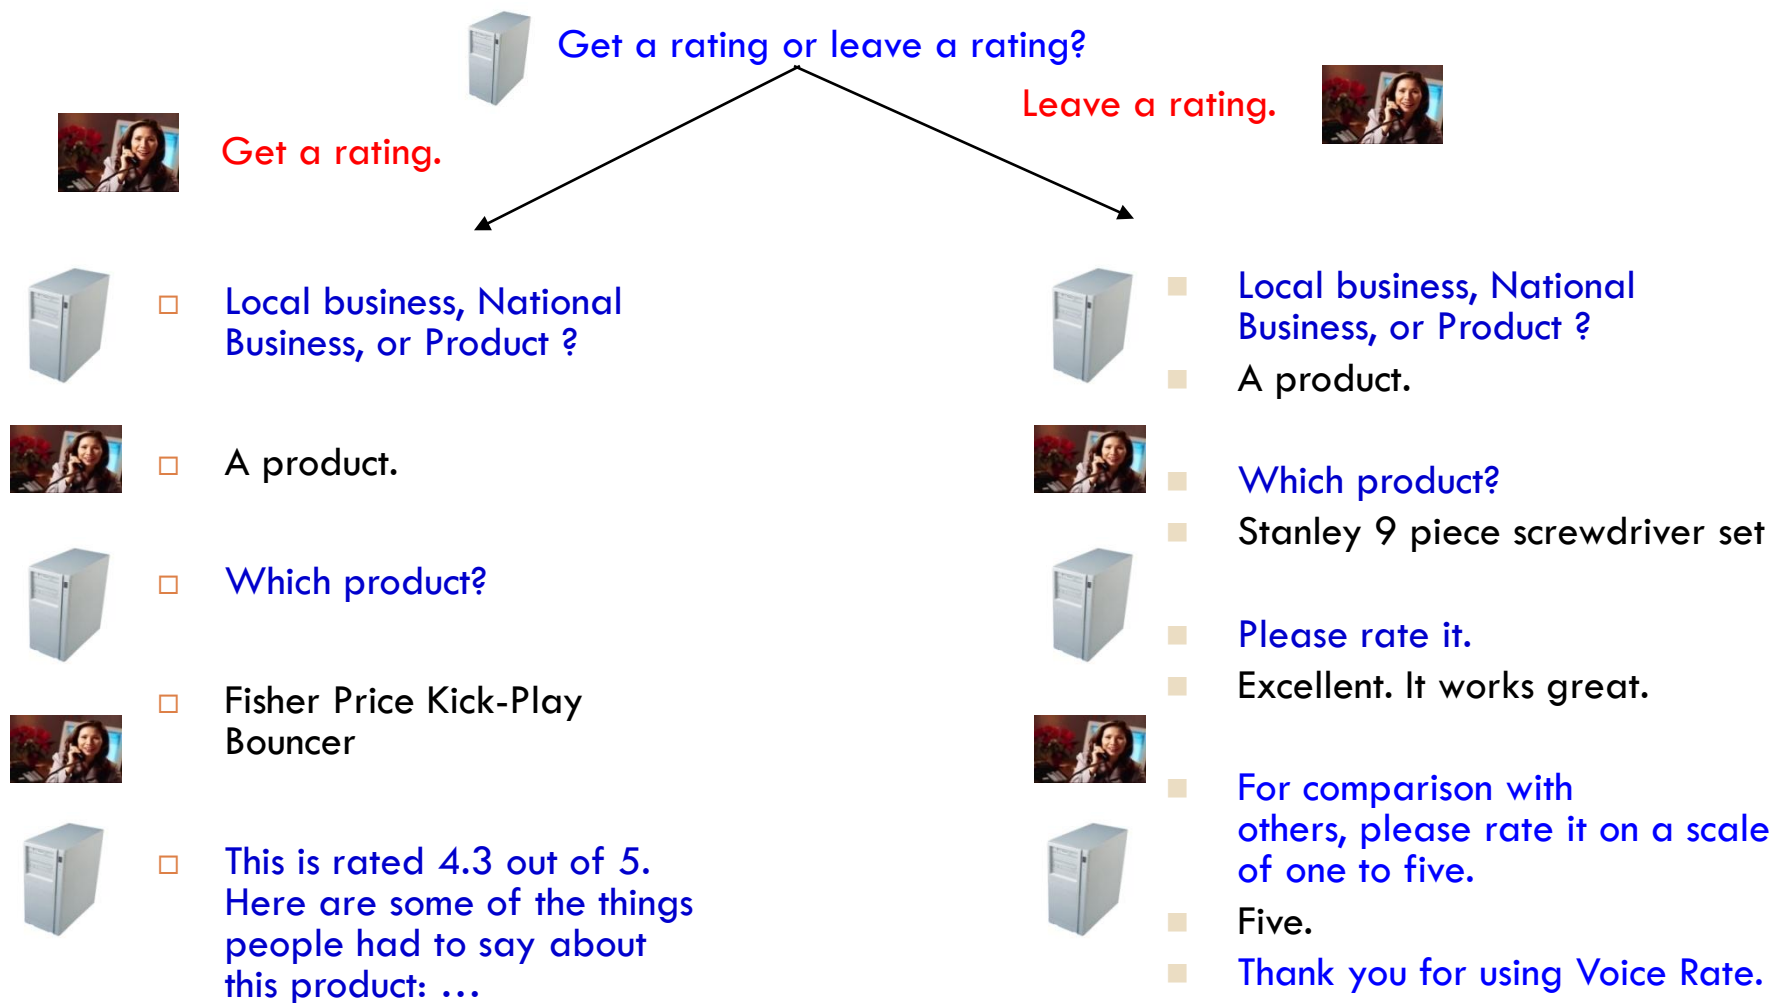 Get a rating or leave a rating?
Leave a rating.
Get a rating.
Local business, National
Business, or Product ?
A product.
Which product?
Fisher Price Kick-Play
Bouncer
This is rated 4.3 out of 5.
Here are some of the things
people had to say about
this product: …
Local business, National
Business, or Product ?
A product.
Which product?
Stanley 9 piece screwdriver set
Please rate it.
Excellent. It works great.
For comparison with
others, please rate it on a scale
of one to five.
Five.
Thank you for using Voice Rate.